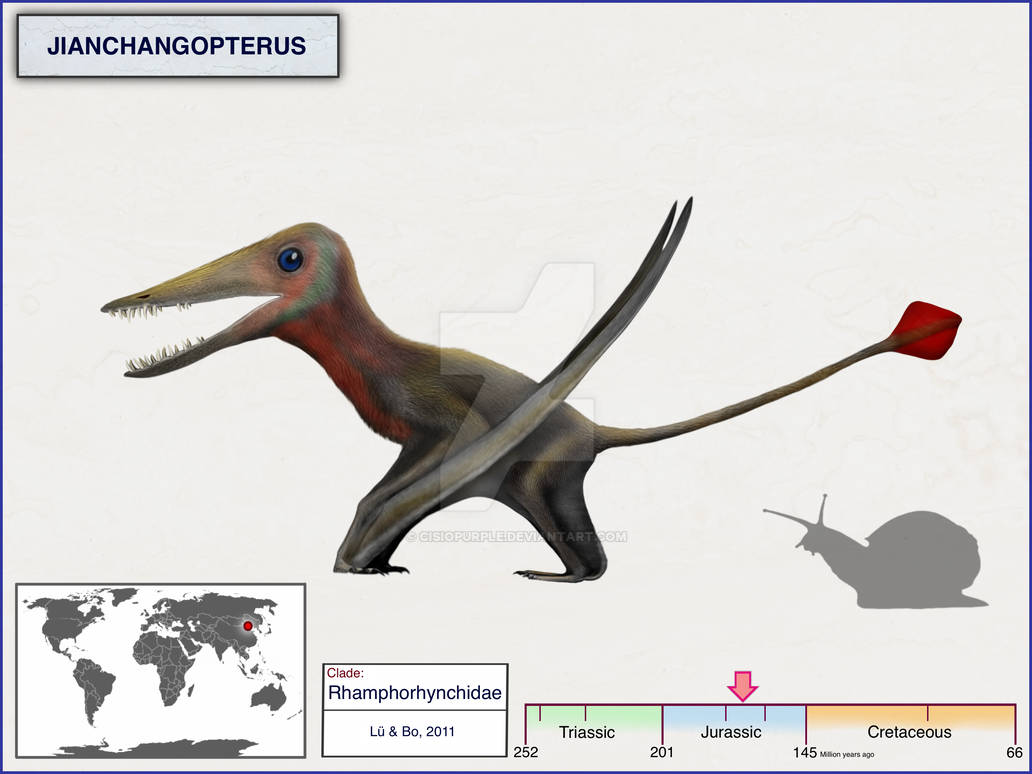 JIANCHANGOPTERUS
© CISIOPURPLE.DEVIANTART.COM
Clade:
Rhamphorhynchidae
Lü & Bo, 2011
Triassic Jurassic Cretaceous
252 201 145 Million years ago 66